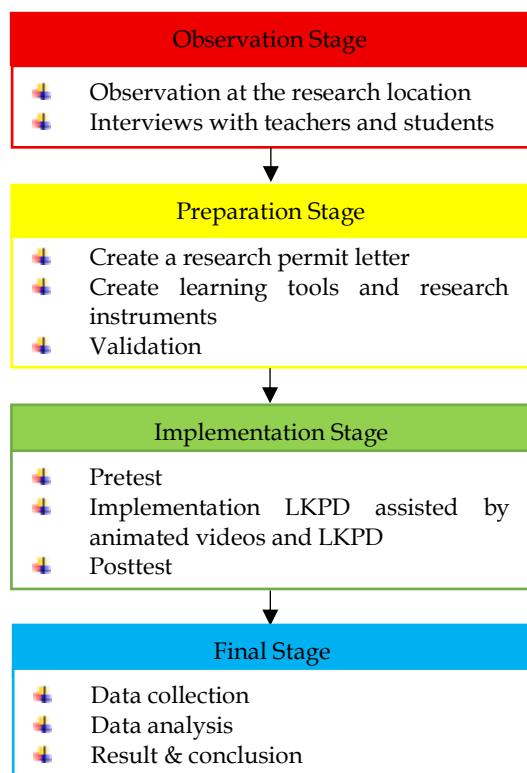 Observation Stage
Observation at the research location
Interviews with teachers and students
Preparation Stage
Create a research permit letter
Create learning tools and research
instruments
Validation
Implementation Stage
Pretest
Implementation LKPD assisted by
animated videos and LKPD
Posttest
Final Stage
Data collection
Data analysis
Result & conclusion